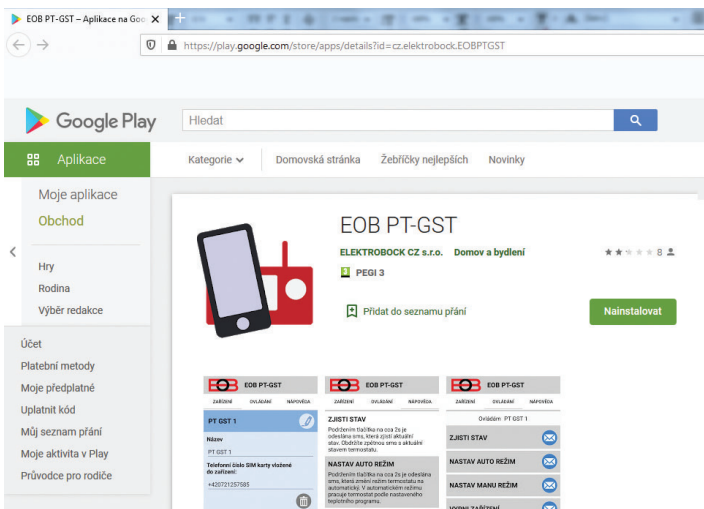 EOB PT-GST – Aplikace na Goo
https://play.google.com/store/apps/details?id=cz.elektrobock.EOBPTGST
Google Play
Hledat
Aplikace
Kategorie
Domovská stránka
Žebříčky nejlepších
Novinky
Moje aplikace
Obchod
Hry
Rodina
Výběr redakce
Účet
Platební metody
Moje předplatné
Uplatnit kód
Můj seznam přání
Moje aktivita v Play
Průvodce pro rodiče
EOB PT-GST
ELEKTROBOCK CZ s.r.o. Domov a bydlení
8
3 PEGI 3
Přidat do seznamu přání
Nainstalovat
EOB EOB PT-GST
ZAŘÍZENÍ OVLÁDÁNÍ NÁPOVĚDA
PT GST 1
Název
PT GST 1
Telefonní číslo SIM karty vložené
do zařízení:
+420721257585
EOB EOB PT-GST
ZAŘÍZENÍ OVLÁDÁNÍ NÁPOVĚDA
ZJISTI STAV
Podržením tlačítka na cca 2s je
odeslána sms, která zjistí aktuální
stav. Obdržíte zpětnou sms s aktuální
stavem termostatu.
NASTAV AUTO REŽIM
Podržením tlačítka na cca 2s je odeslána
sms, která změní režim termostatu na
automatický. V automatickém režimu
pracuje termostat podle nastaveného
teplotního programu.
EOB EOB PT-GST
ZAŘÍZENÍ OVLÁDÁNÍ NÁPOVĚDA
Ovládám PT GST 1
ZJISTI STAV
NASTAV AUTO REŽIM
NASTAV MANU REŽIM
VYPNI ZAŘÍZENÍ